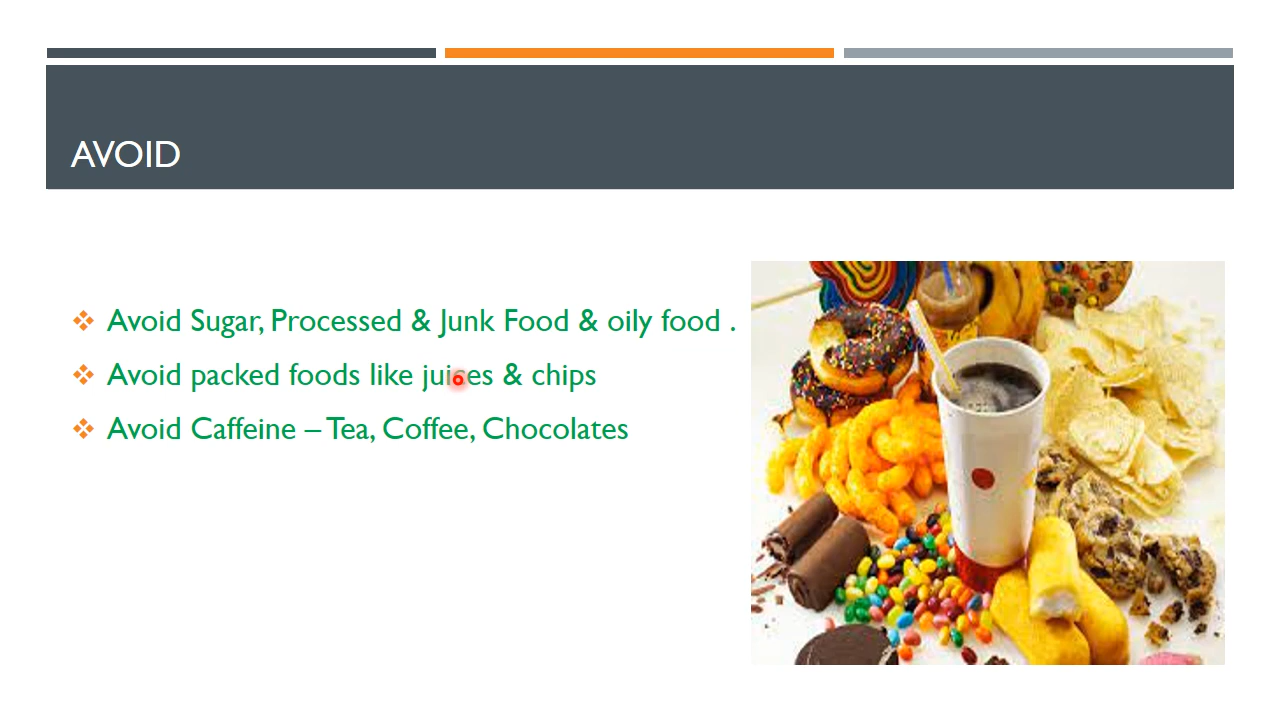 AVOID
Avoid Sugar, Processed & Junk Food & oily food .
Avoid packed foods like juices & chips
Avoid Caffeine – Tea, Coffee, Chocolates